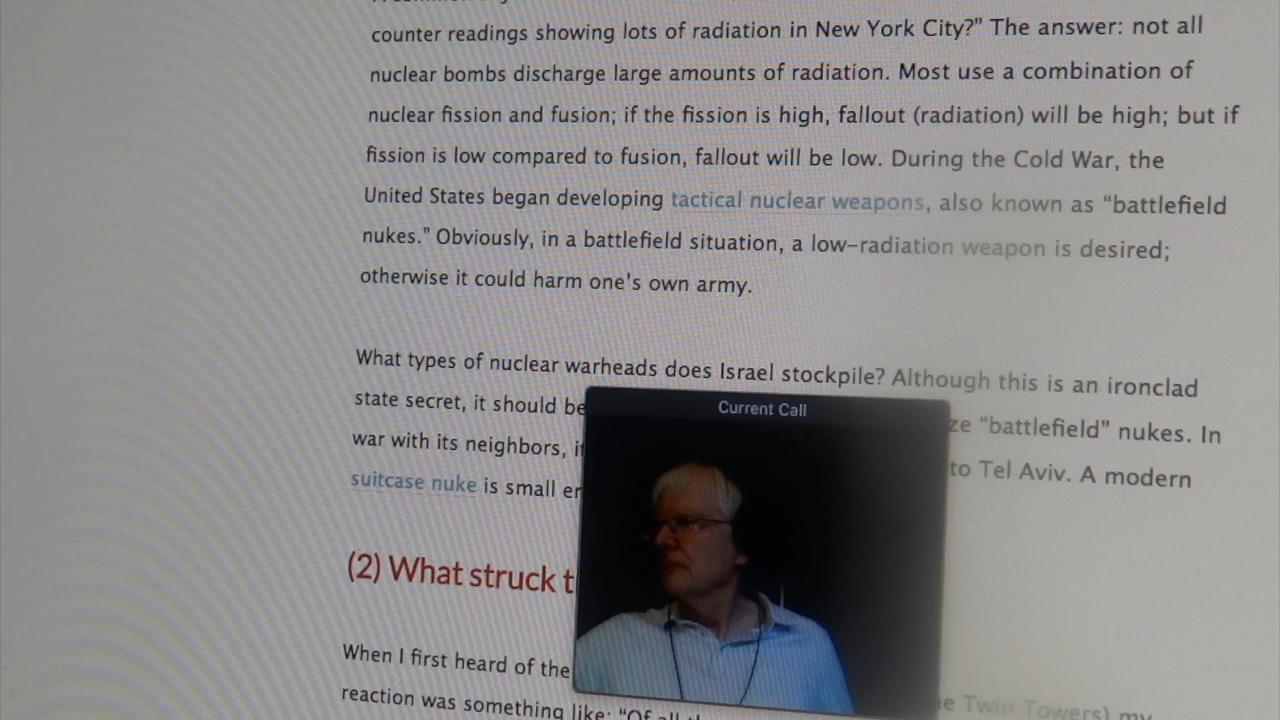 counter readings showing lots of radiation in New York City?” The answer: not all
nuclear bombs discharge large amounts of radiation. Most use a combination of
nuclear fission and fusion; if the fission is high, fallout (radiation) will be high; but if
fission is low compared to fusion, fallout will be low. During the Cold War, the
United States began developing tactical nuclear weapons, also known as “battlefield
nukes.” Obviously, in a battlefield situation, a low-radiation weapon is desired;
otherwise it could harm one's own army.
What types of nuclear warheads does Israel stockpile? Although this is an ironclad
state secret, it should be “battlefield” nukes. In
war with its neighbors, to Tel Aviv. A modern
suitcase nuke is small
Current Call
(2) What struck
When I first heard of the Twin Towers) my
reaction was something like: “Of all